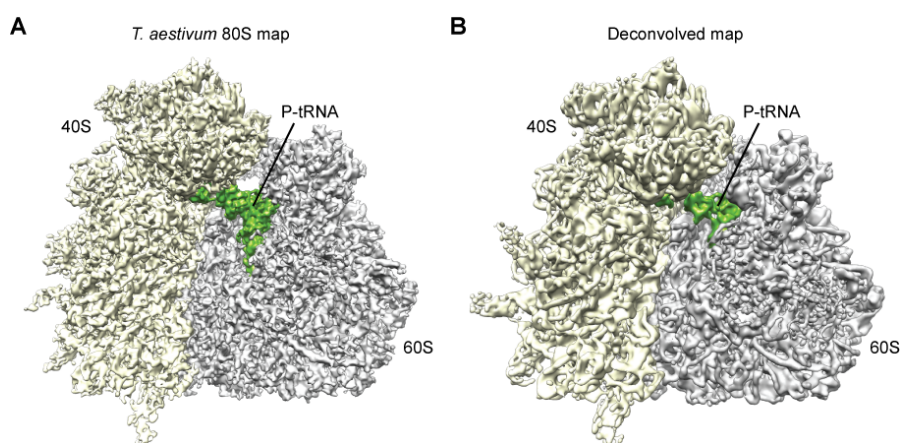 A
T. aestivum 80S map
40S
P-tRNA
60S
B
Deconvolved map
40S
P-tRNA
60S